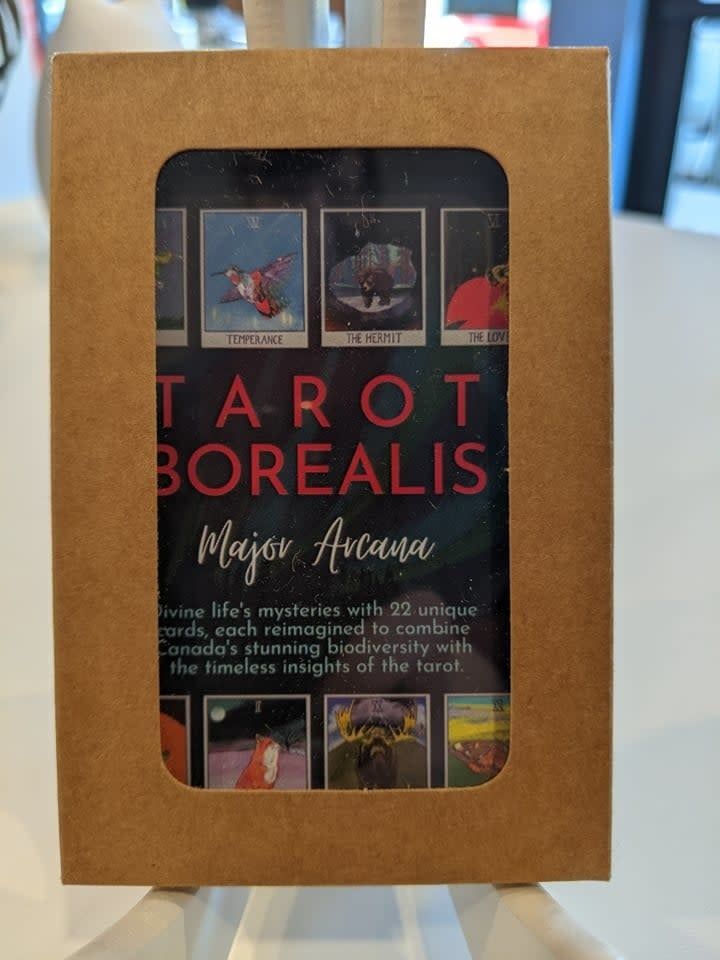 TEMPERANCE
THE HERMIT
THE LOV
TAROT
BOREALIS
Major Arcana
Divine life's mysteries with 22 unique
cards, each reimagined to combine
Canada's stunning biodiversity with
the timeless insights of the tarot.
II